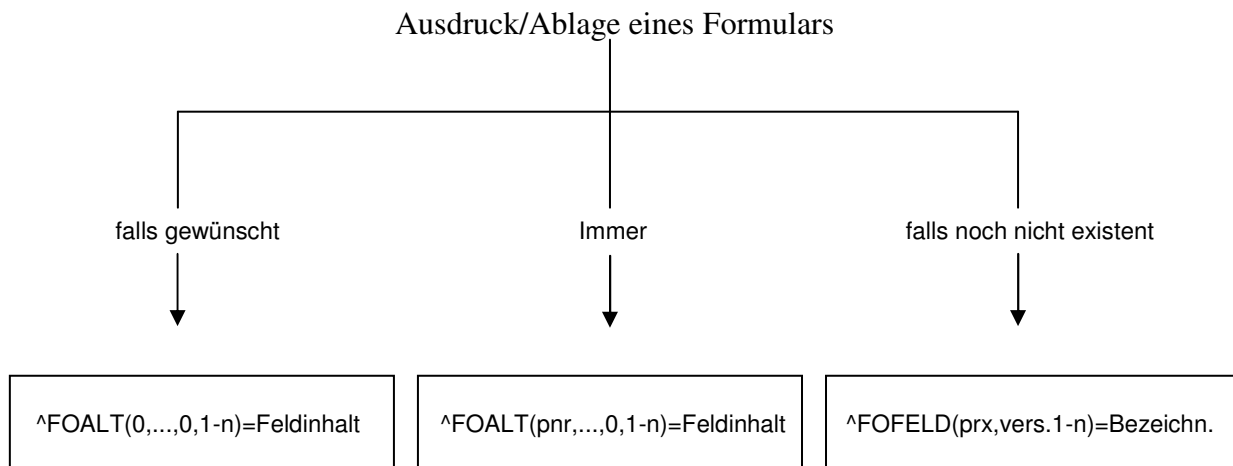 Ausdruck/Ablage eines Formulars
falls gewünscht
Immer
falls noch nicht existent
^FOALT(0,...,0,1-n)=Feldinhalt
^FOALT(pnr,...,0,1-n)=Feldinhalt
^FOFELD(prx,vers.1-n)=Bezeichn.